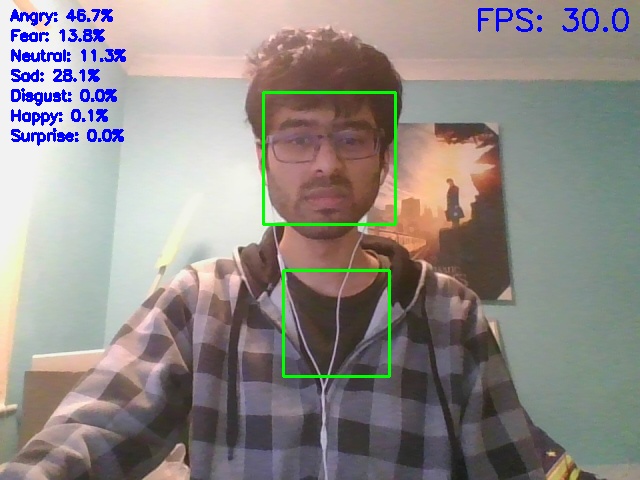 Angry: 46.7%
FPS: 30.0
Fear: 13.8%
Neutral: 11.3%
Sad: 28.1%
Disgust: 0.0%
Happy: 0.1%
Surprise: 0.0%